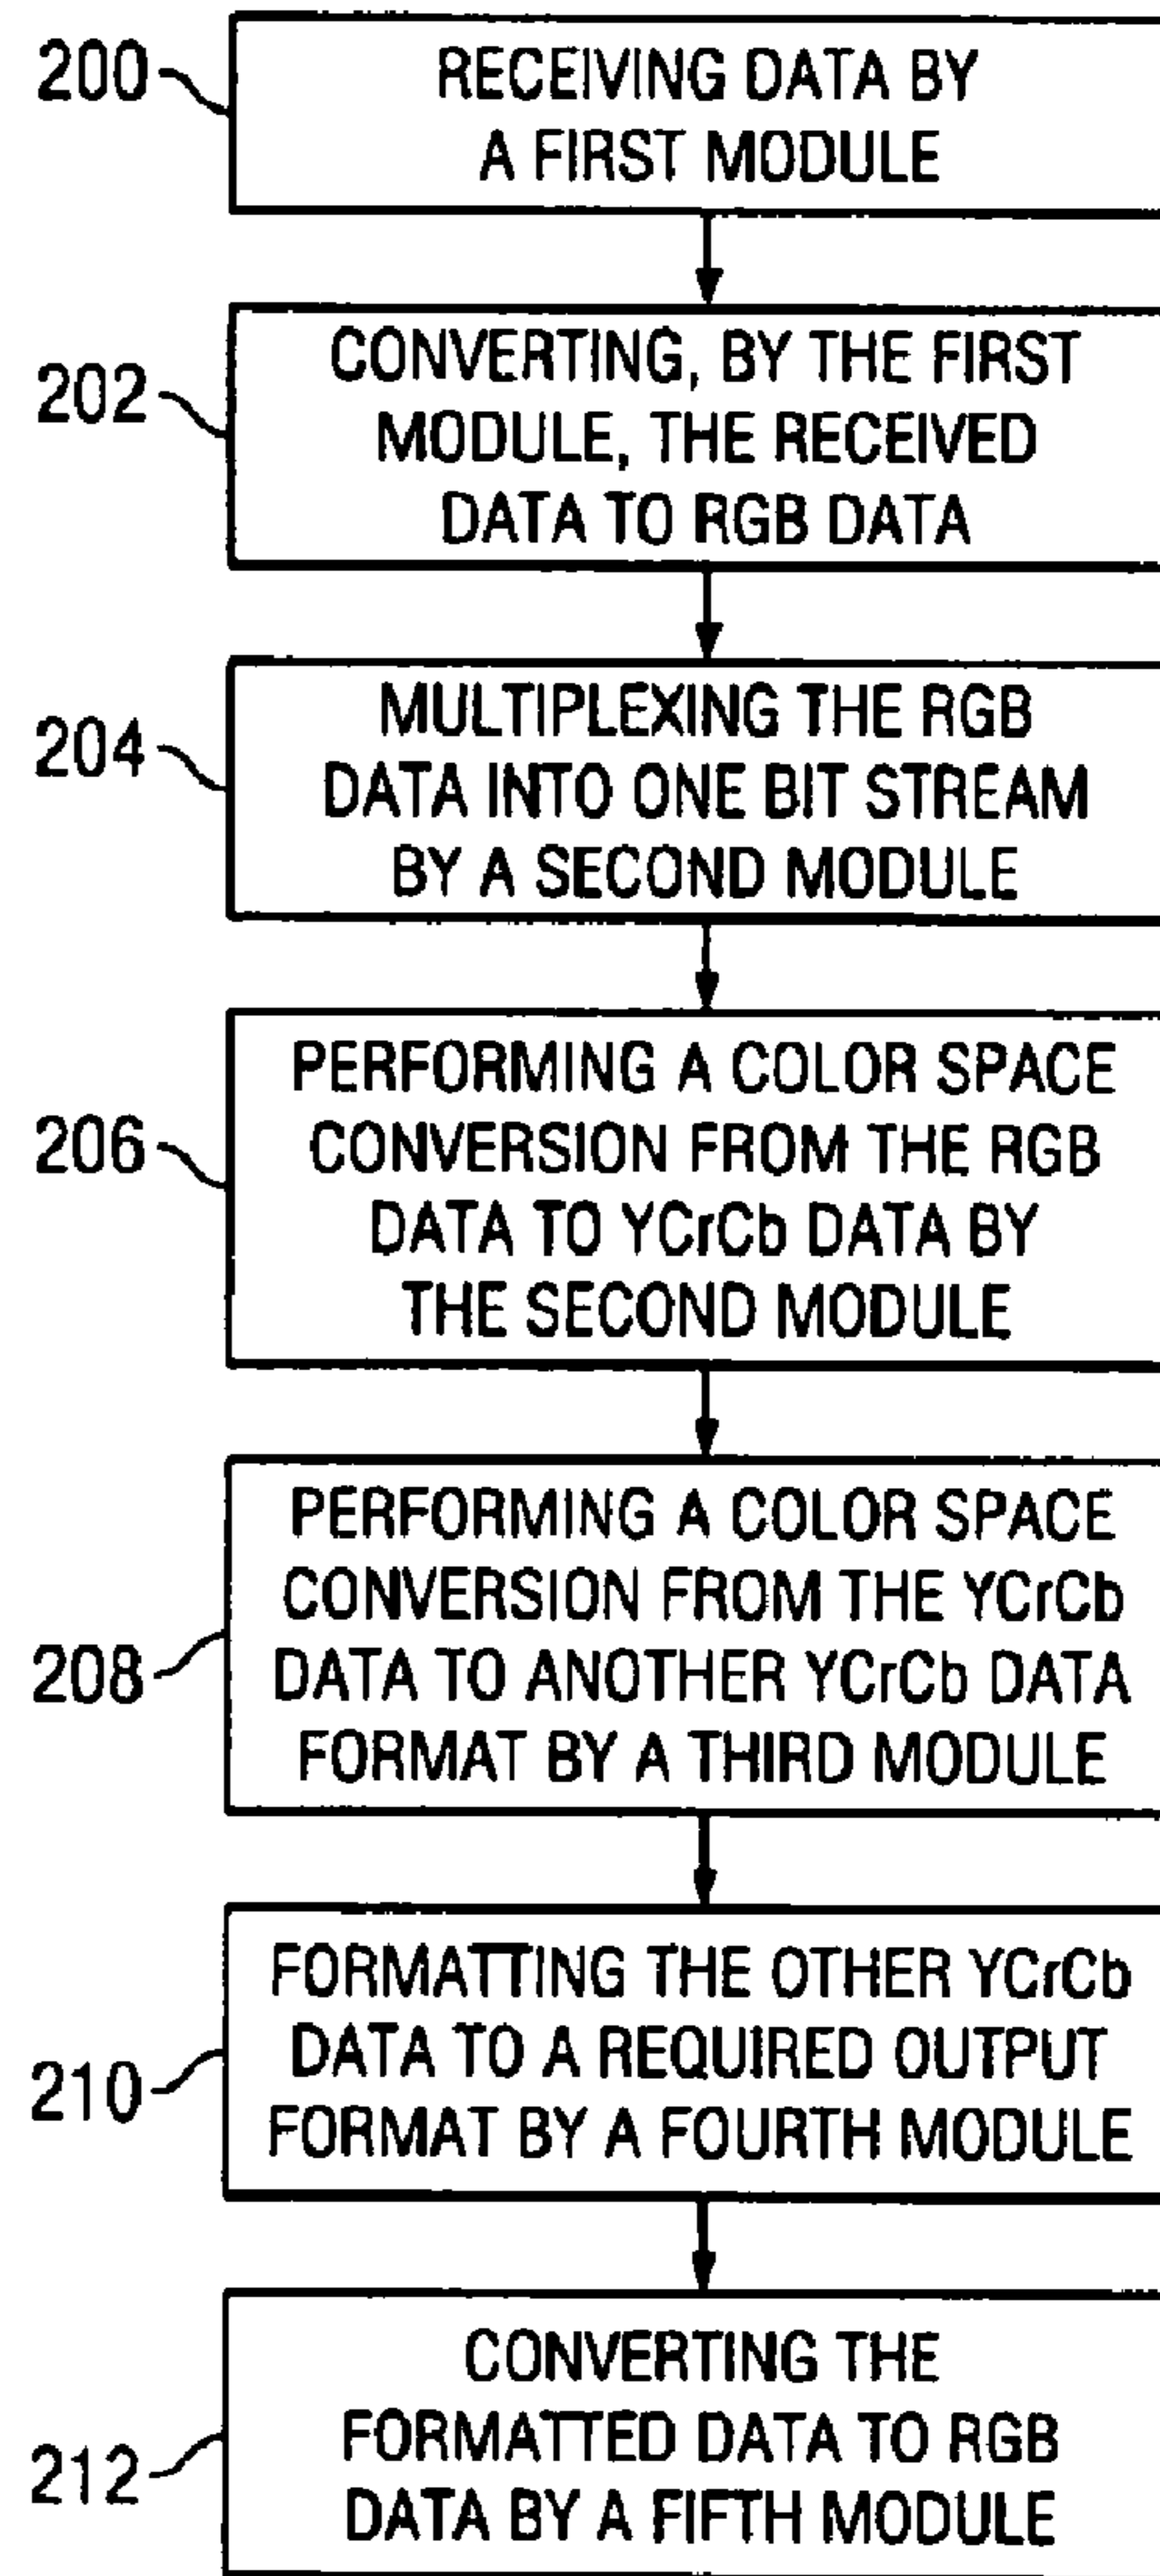 200
RECEIVING DATA BY
A FIRST MODULE
202
CONVERTING, BY THE FIRST
MODULE, THE RECEIVED
DATA TO RGB DATA
204
MULTIPLEXING THE RGB
DATA INTO ONE BIT STREAM
BY A SECOND MODULE
206
PERFORMING A COLOR SPACE
CONVERSION FROM THE RGB
DATA TO YCrCb DATA BY
THE SECOND MODULE
208
PERFORMING A COLOR SPACE
CONVERSION FROM THE YCrCb
DATA TO ANOTHER YCrCb DATA
FORMAT BY A THIRD MODULE
210
FORMATTING THE OTHER YCrCb
DATA TO A REQUIRED OUTPUT
FORMAT BY A FOURTH MODULE
212
CONVERTING THE
FORMATTED DATA TO RGB
DATA BY A FIFTH MODULE